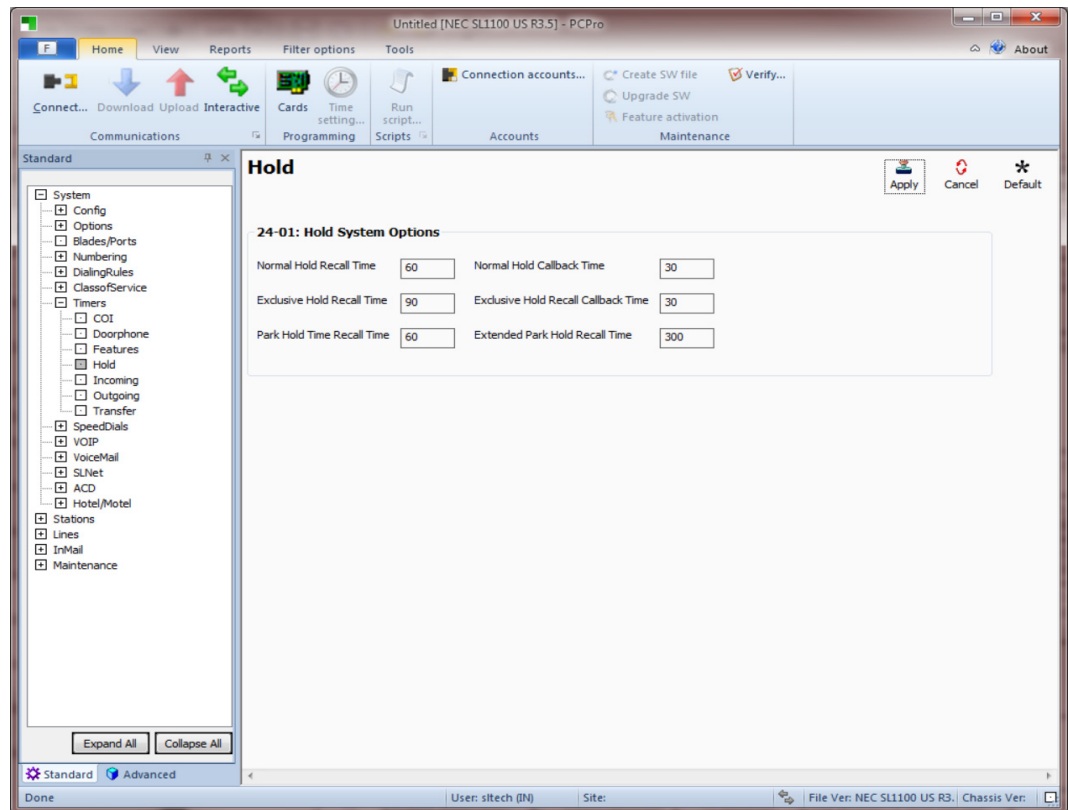 Untitled [NEC SL1100 US R3.5] - PCPro
F Home View Reports Filter options Tools About
Connect... Download Upload Interactive
Communications
Cards Time setting...
Programming
Run script...
Scripts
Connection accounts...
Accounts
Create SW file Verify...
Upgrade SW
Feature activation
Maintenance
Standard
System
Config
Options
Blades/Ports
Numbering
DialingRules
ClassofService
Timers
COI
Doorphone
Features
Hold
Incoming
Outgoing
Transfer
SpeedDials
VOIP
VoiceMail
SLNet
ACD
Hotel/Motel
Stations
Lines
InMail
Maintenance
Expand All Collapse All
Standard Advanced
Hold
Apply Cancel Default
24-01: Hold System Options
Normal Hold Recall Time 60 Normal Hold Callback Time 30
Exclusive Hold Recall Time 90 Exclusive Hold Recall Callback Time 30
Park Hold Time Recall Time 60 Extended Park Hold Recall Time 300
Done User: sltech (IN) Site: File Ver: NEC SL1100 US R3. Chassis Ver: